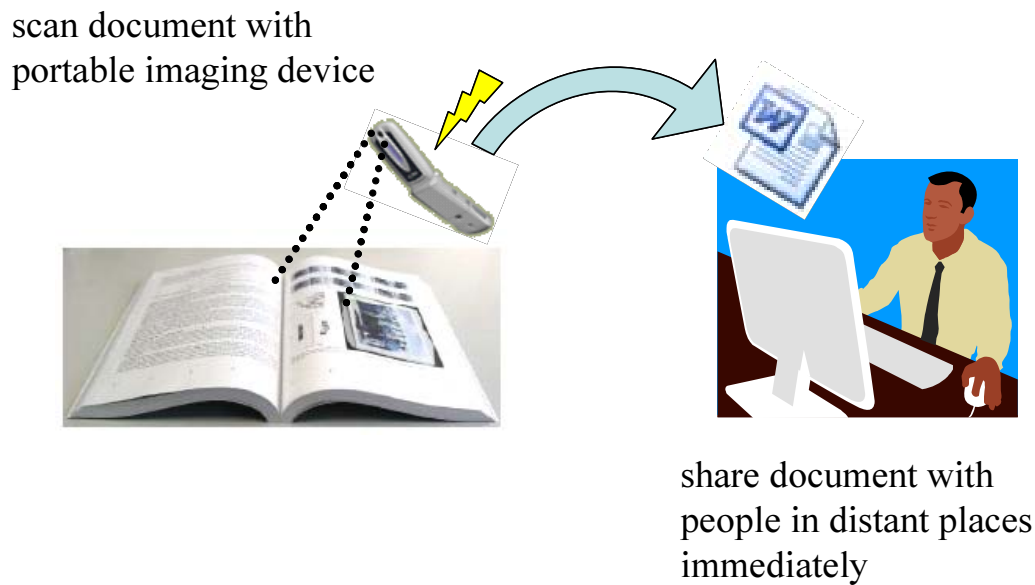 scan document with
portable imaging device
W
share document with
people in distant places
immediately